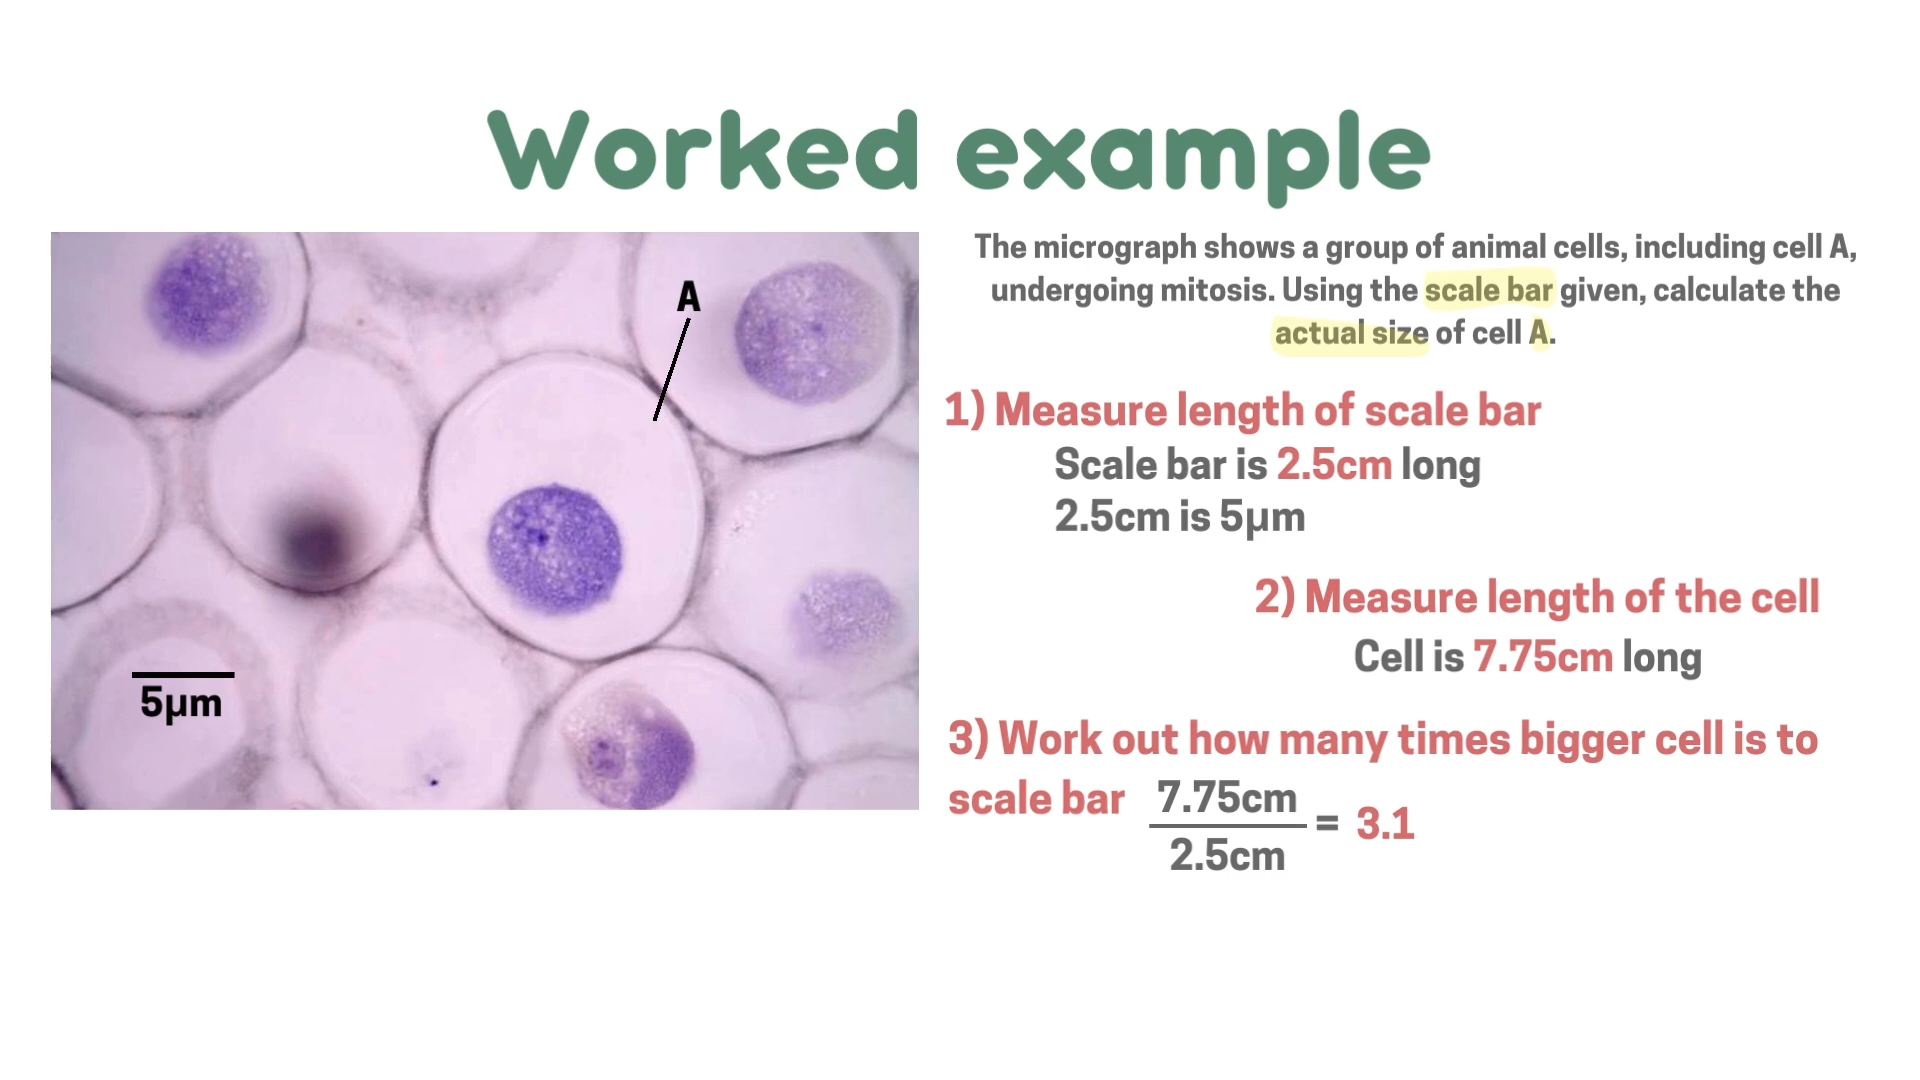 Worked example
The micrograph shows a group of animal cells, including cell A,
undergoing mitosis. Using the scale bar given, calculate the
actual size of cell A.
A
5µm
1) Measure length of scale bar
Scale bar is 2.5cm long
2.5cm is 5µm
2) Measure length of the cell
Cell is 7.75cm long
3) Work out how many times bigger cell is to
scale bar 7.75cm
= 3.1
2.5cm